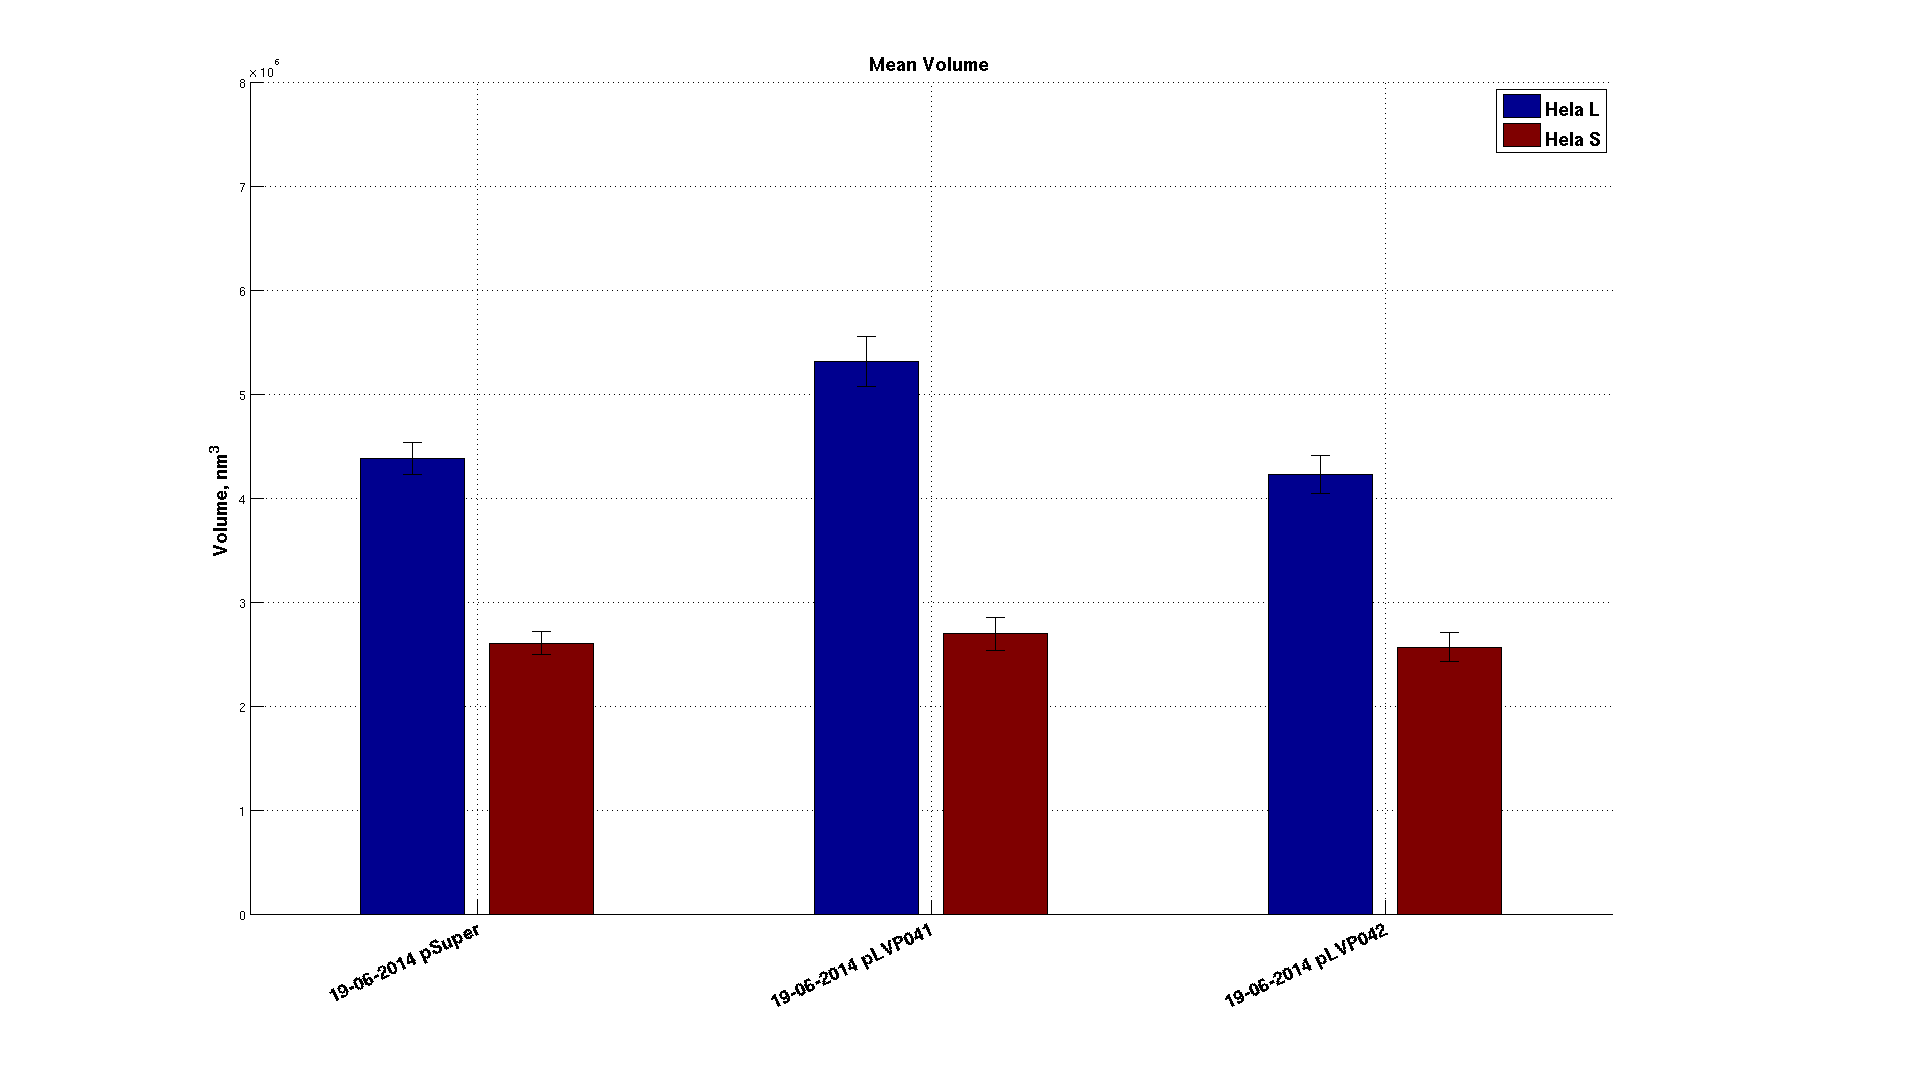 Mean Volume
× 10⁶
8
7
6
5
4
3
2
1
0
Volume, nm³
Hela L
Hela S
19-06-2014 pSuper
19-06-2014 pLVP041
19-06-2014 pLVP042